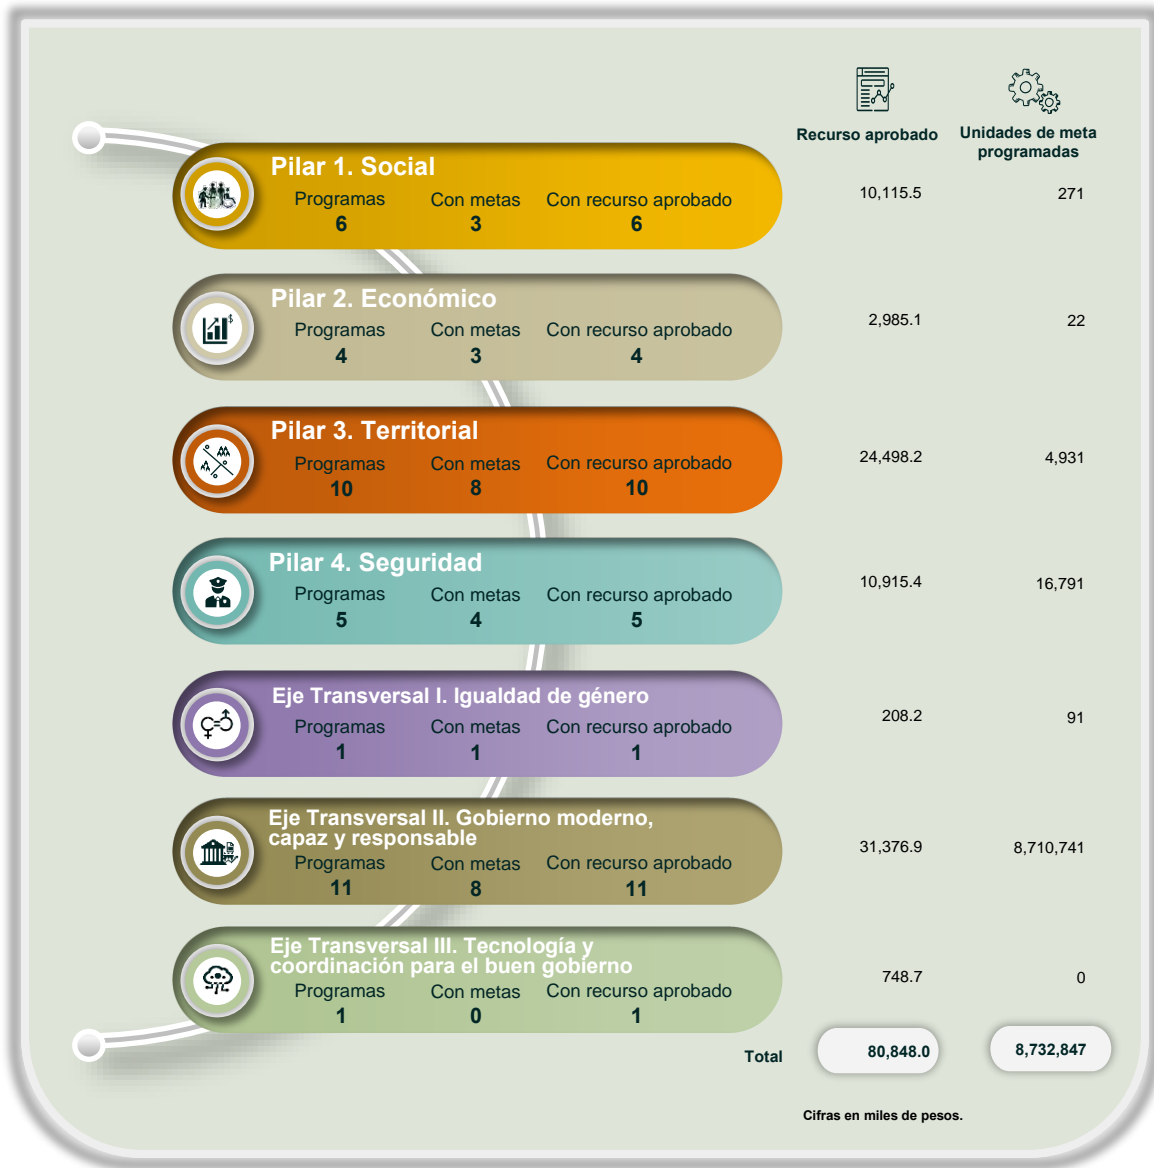 Recurso aprobado
Unidades de meta
programadas
Pilar 1. Social
Programas Con metas Con recurso aprobado
6 3 6
10,115.5 271
Pilar 2. Económico
Programas Con metas Con recurso aprobado
4 3 4
2,985.1 22
Pilar 3. Territorial
Programas Con metas Con recurso aprobado
10 8 10
24,498.2 4,931
Pilar 4. Seguridad
Programas Con metas Con recurso aprobado
5 4 5
10,915.4 16,791
Eje Transversal I. Igualdad de género
Programas Con metas Con recurso aprobado
1 1 1
208.2 91
Eje Transversal II. Gobierno moderno,
capaz y responsable
Programas Con metas Con recurso aprobado
11 8 11
31,376.9 8,710,741
Eje Transversal III. Tecnología y
coordinación para el buen gobierno
Programas Con metas Con recurso aprobado
1 0 1
748.7 0
Total 80,848.0 8,732,847
Cifras en miles de pesos.